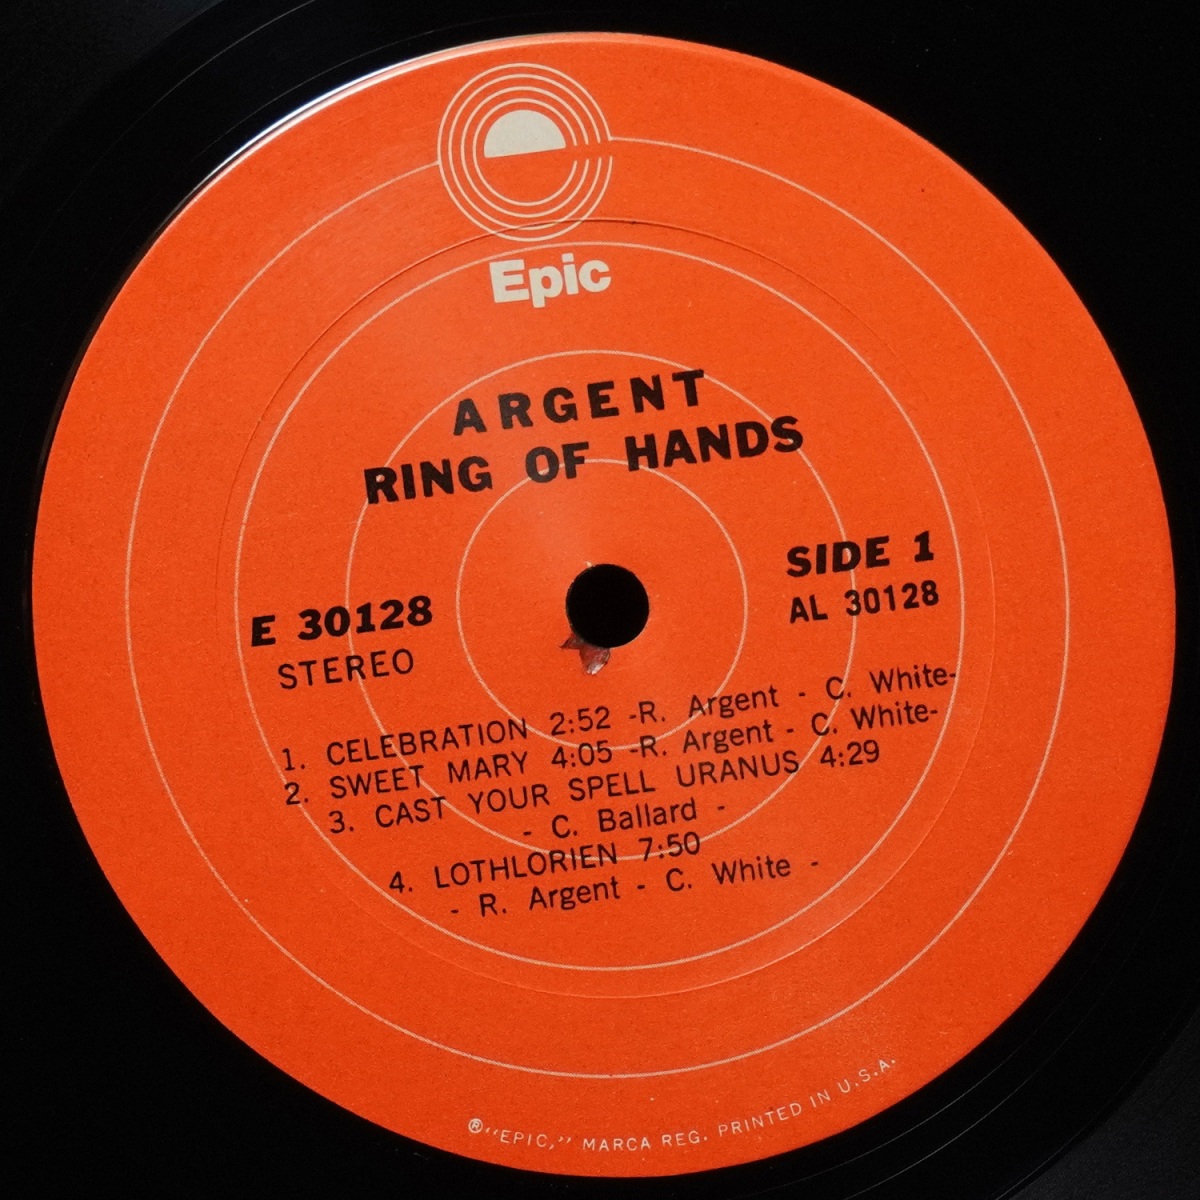 Epic
ARGENT
RING OF HANDS
SIDE 1
AL 30128
E 30128
STEREO
1. CELEBRATION 2:52 -R. Argent - C. White-
2. SWEET MARY 4:05 -R. Argent - C. White-
3. CAST YOUR SPELL URANUS 4:29
- C. Ballard -
4. LOTHLORIEN 7:50
- R. Argent - C. White -
®"EPIC," MARCA REG. PRINTED IN U.S.A.